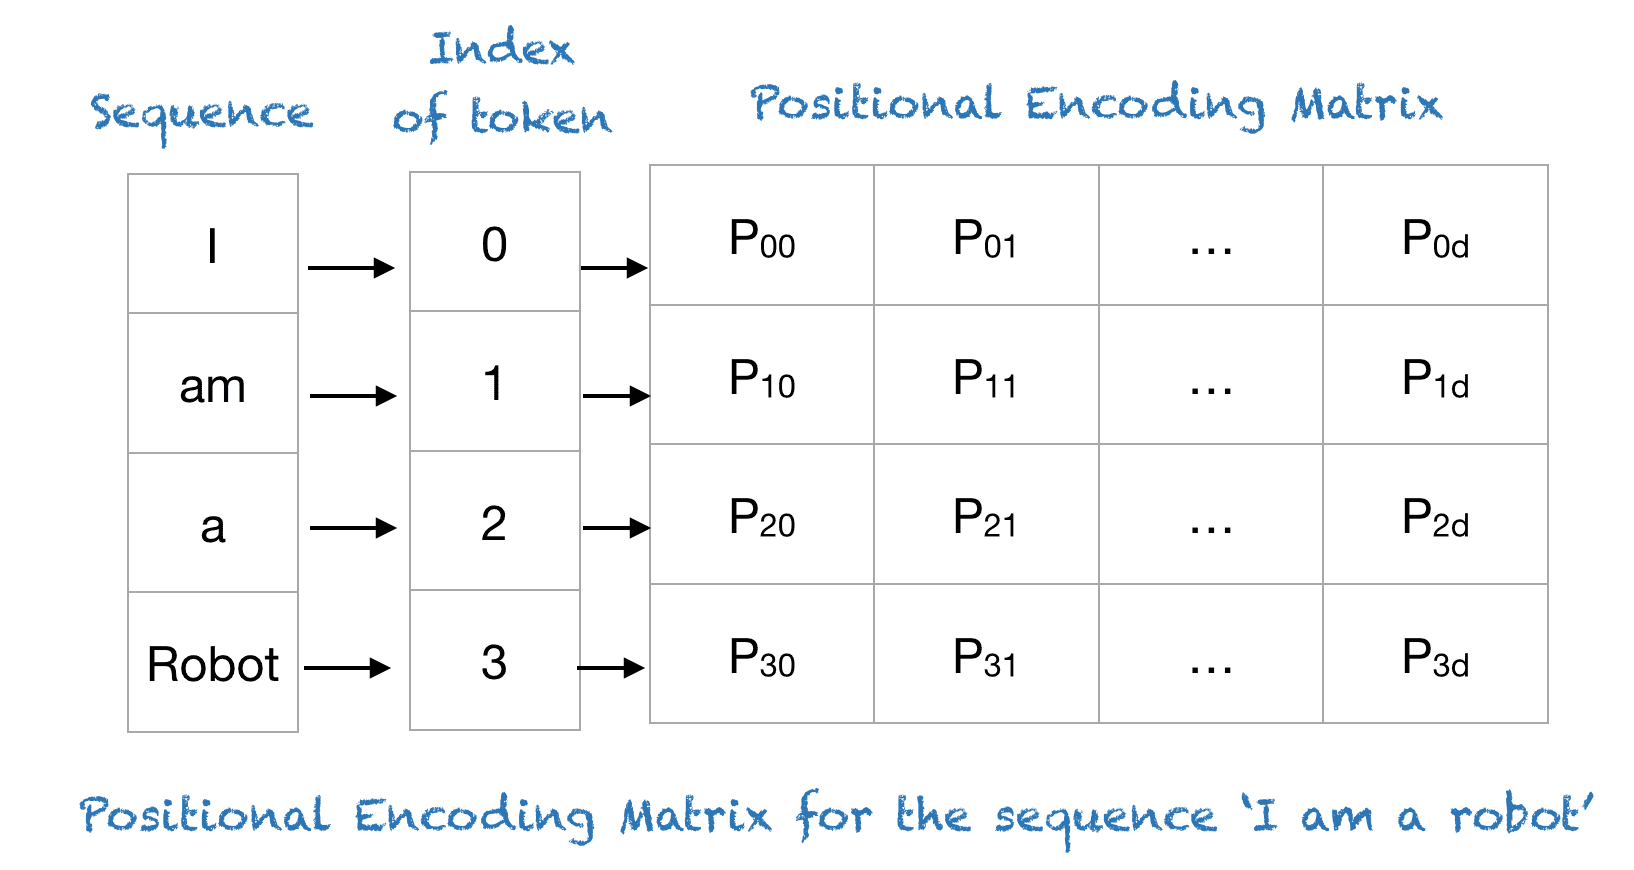 Index
Sequence of token Positional Encoding Matrix
I 0 P00 P01 ... P0d
am 1 P10 P11 ... P1d
a 2 P20 P21 ... P2d
Robot 3 P30 P31 ... P3d
Positional Encoding Matrix for the sequence ‘I am a robot’